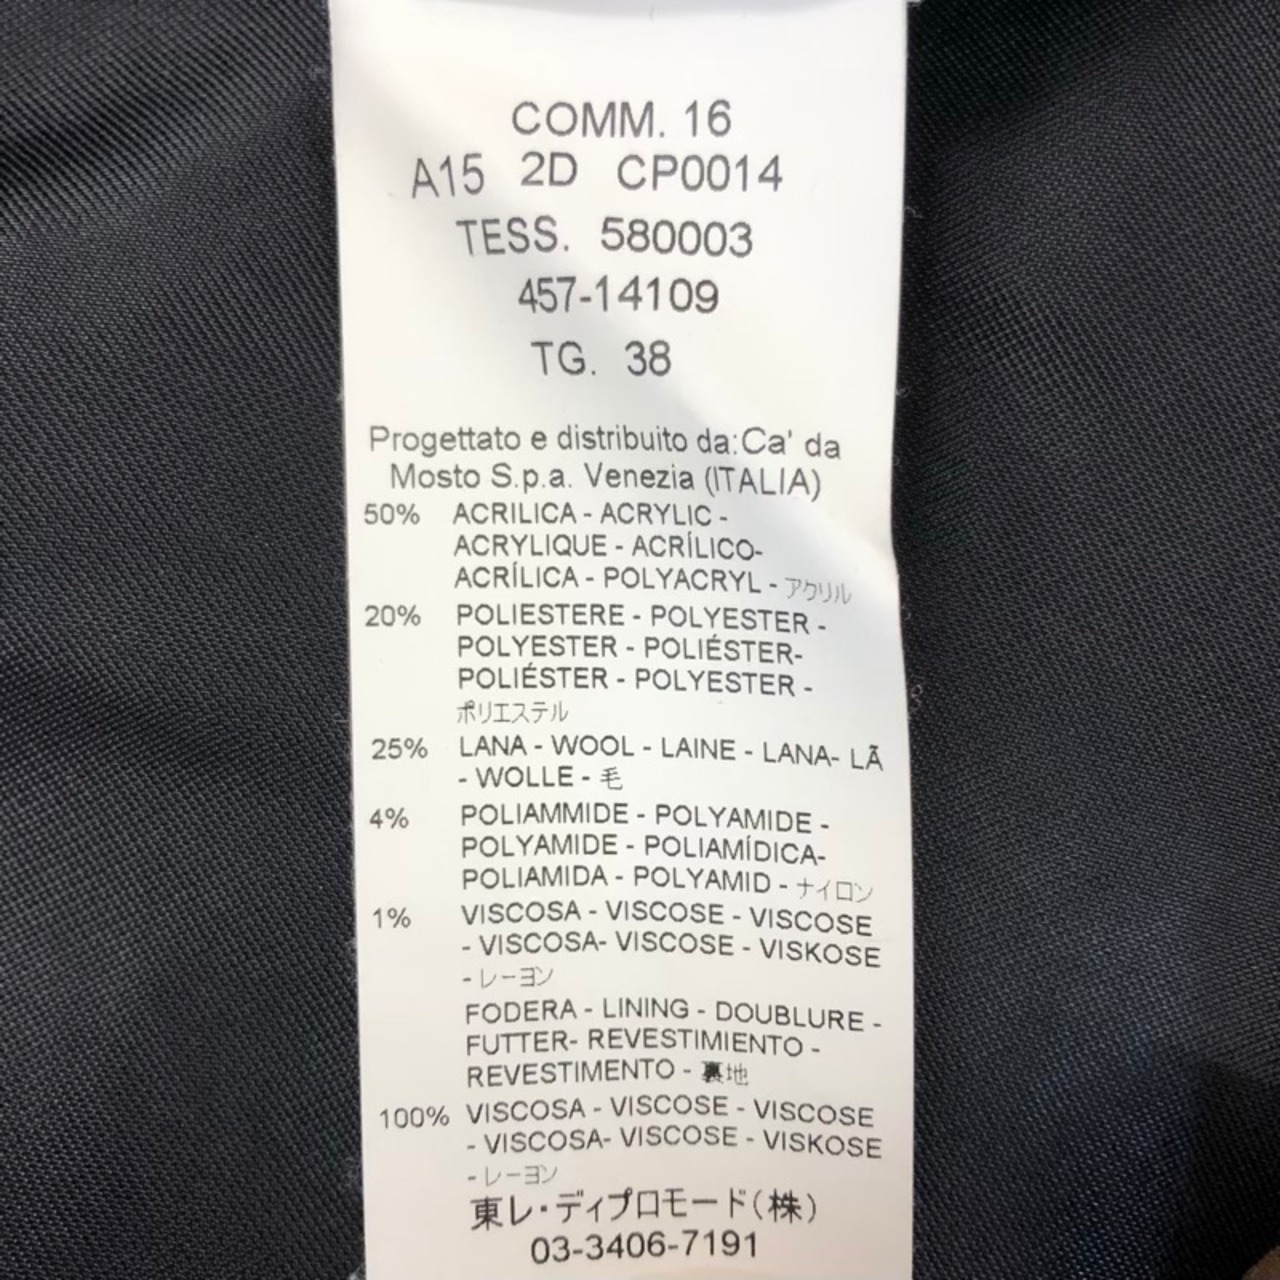 COMM. 16
A15 2D CP0014
TESS. 580003
457-14109
TG. 38
Progettato e distribuito da:Ca' da
Mosto S.p.a. Venezia (ITALIA)
50% ACRILICA - ACRYLIC -
ACRYLIQUE - ACRÍLICO-
ACRÍLICA - POLYACRYL - アクリル
20% POLIESTERE - POLYESTER -
POLYESTER - POLIÉSTER-
POLIÉSTER - POLYESTER -
ポリエステル
25% LANA - WOOL - LAINE - LANA- LÃ
- WOLLE - 毛
4% POLIAMMIDE - POLYAMIDE -
POLYAMIDE - POLIAMÍDICA-
POLIAMIDA - POLYAMID - ナイロン
1% VISCOSA - VISCOSE - VISCOSE
- VISCOSA- VISCOSE - VISKOSE
- レーヨン
FODERA - LINING - DOUBLURE -
FUTTER- REVESTIMIENTO -
REVESTIMENTO - 裏地
100% VISCOSA - VISCOSE - VISCOSE
- VISCOSA- VISCOSE - VISKOSE
- レーヨン
東レ・ディプロモード(株)
03-3406-7191